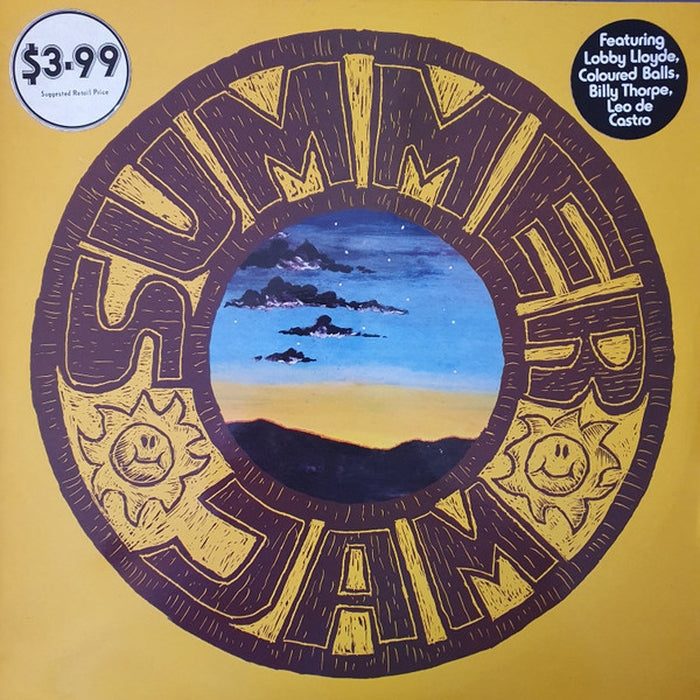 $3.99
Suggested Retail Price
Featuring
Lobby Lloyde,
Coloured Balls,
Billy Thorpe,
Leo de
Castro
SUMMER
JAM